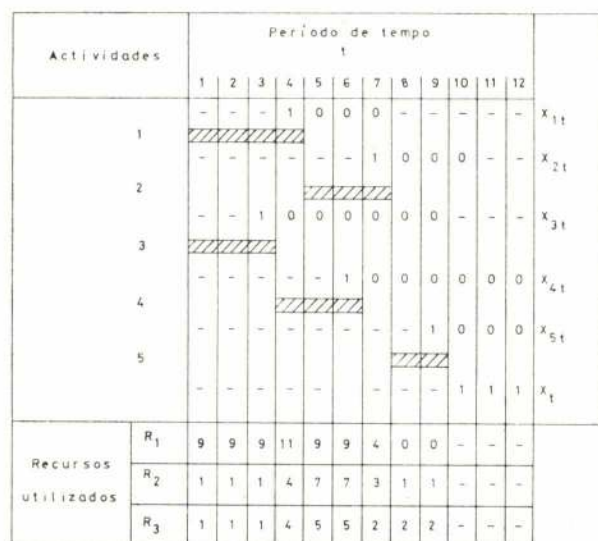 Actividades
Período de tempo
t
1 2 3 4 5 6 7 8 9 10 11 12
- - - 1 0 0 0 - - - - - X1t
1
- - - - - - 1 0 0 0 - - X2t
2
- - 1 0 0 0 0 0 0 - - - X3t
3
- - - - - 1 0 0 0 0 0 0 X4t
4
- - - - - - - - 1 0 0 0 X5t
5
- - - - - - - - - 1 1 1 Xt
Recursos utilizados
R1 9 9 9 11 9 9 4 0 0 - - -
R2 1 1 1 4 7 7 3 1 1 - - -
R3 1 1 1 4 5 5 2 2 2 - - -